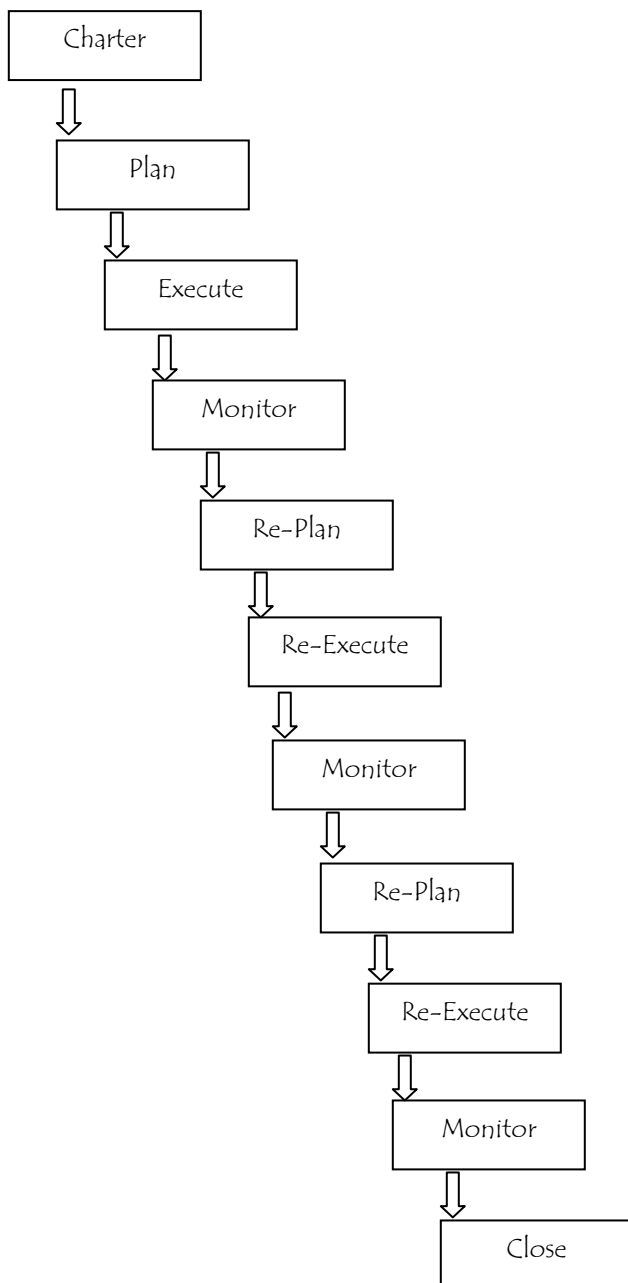 Charter
Plan
Execute
Monitor
Re-Plan
Re-Execute
Monitor
Re-Plan
Re-Execute
Monitor
Close